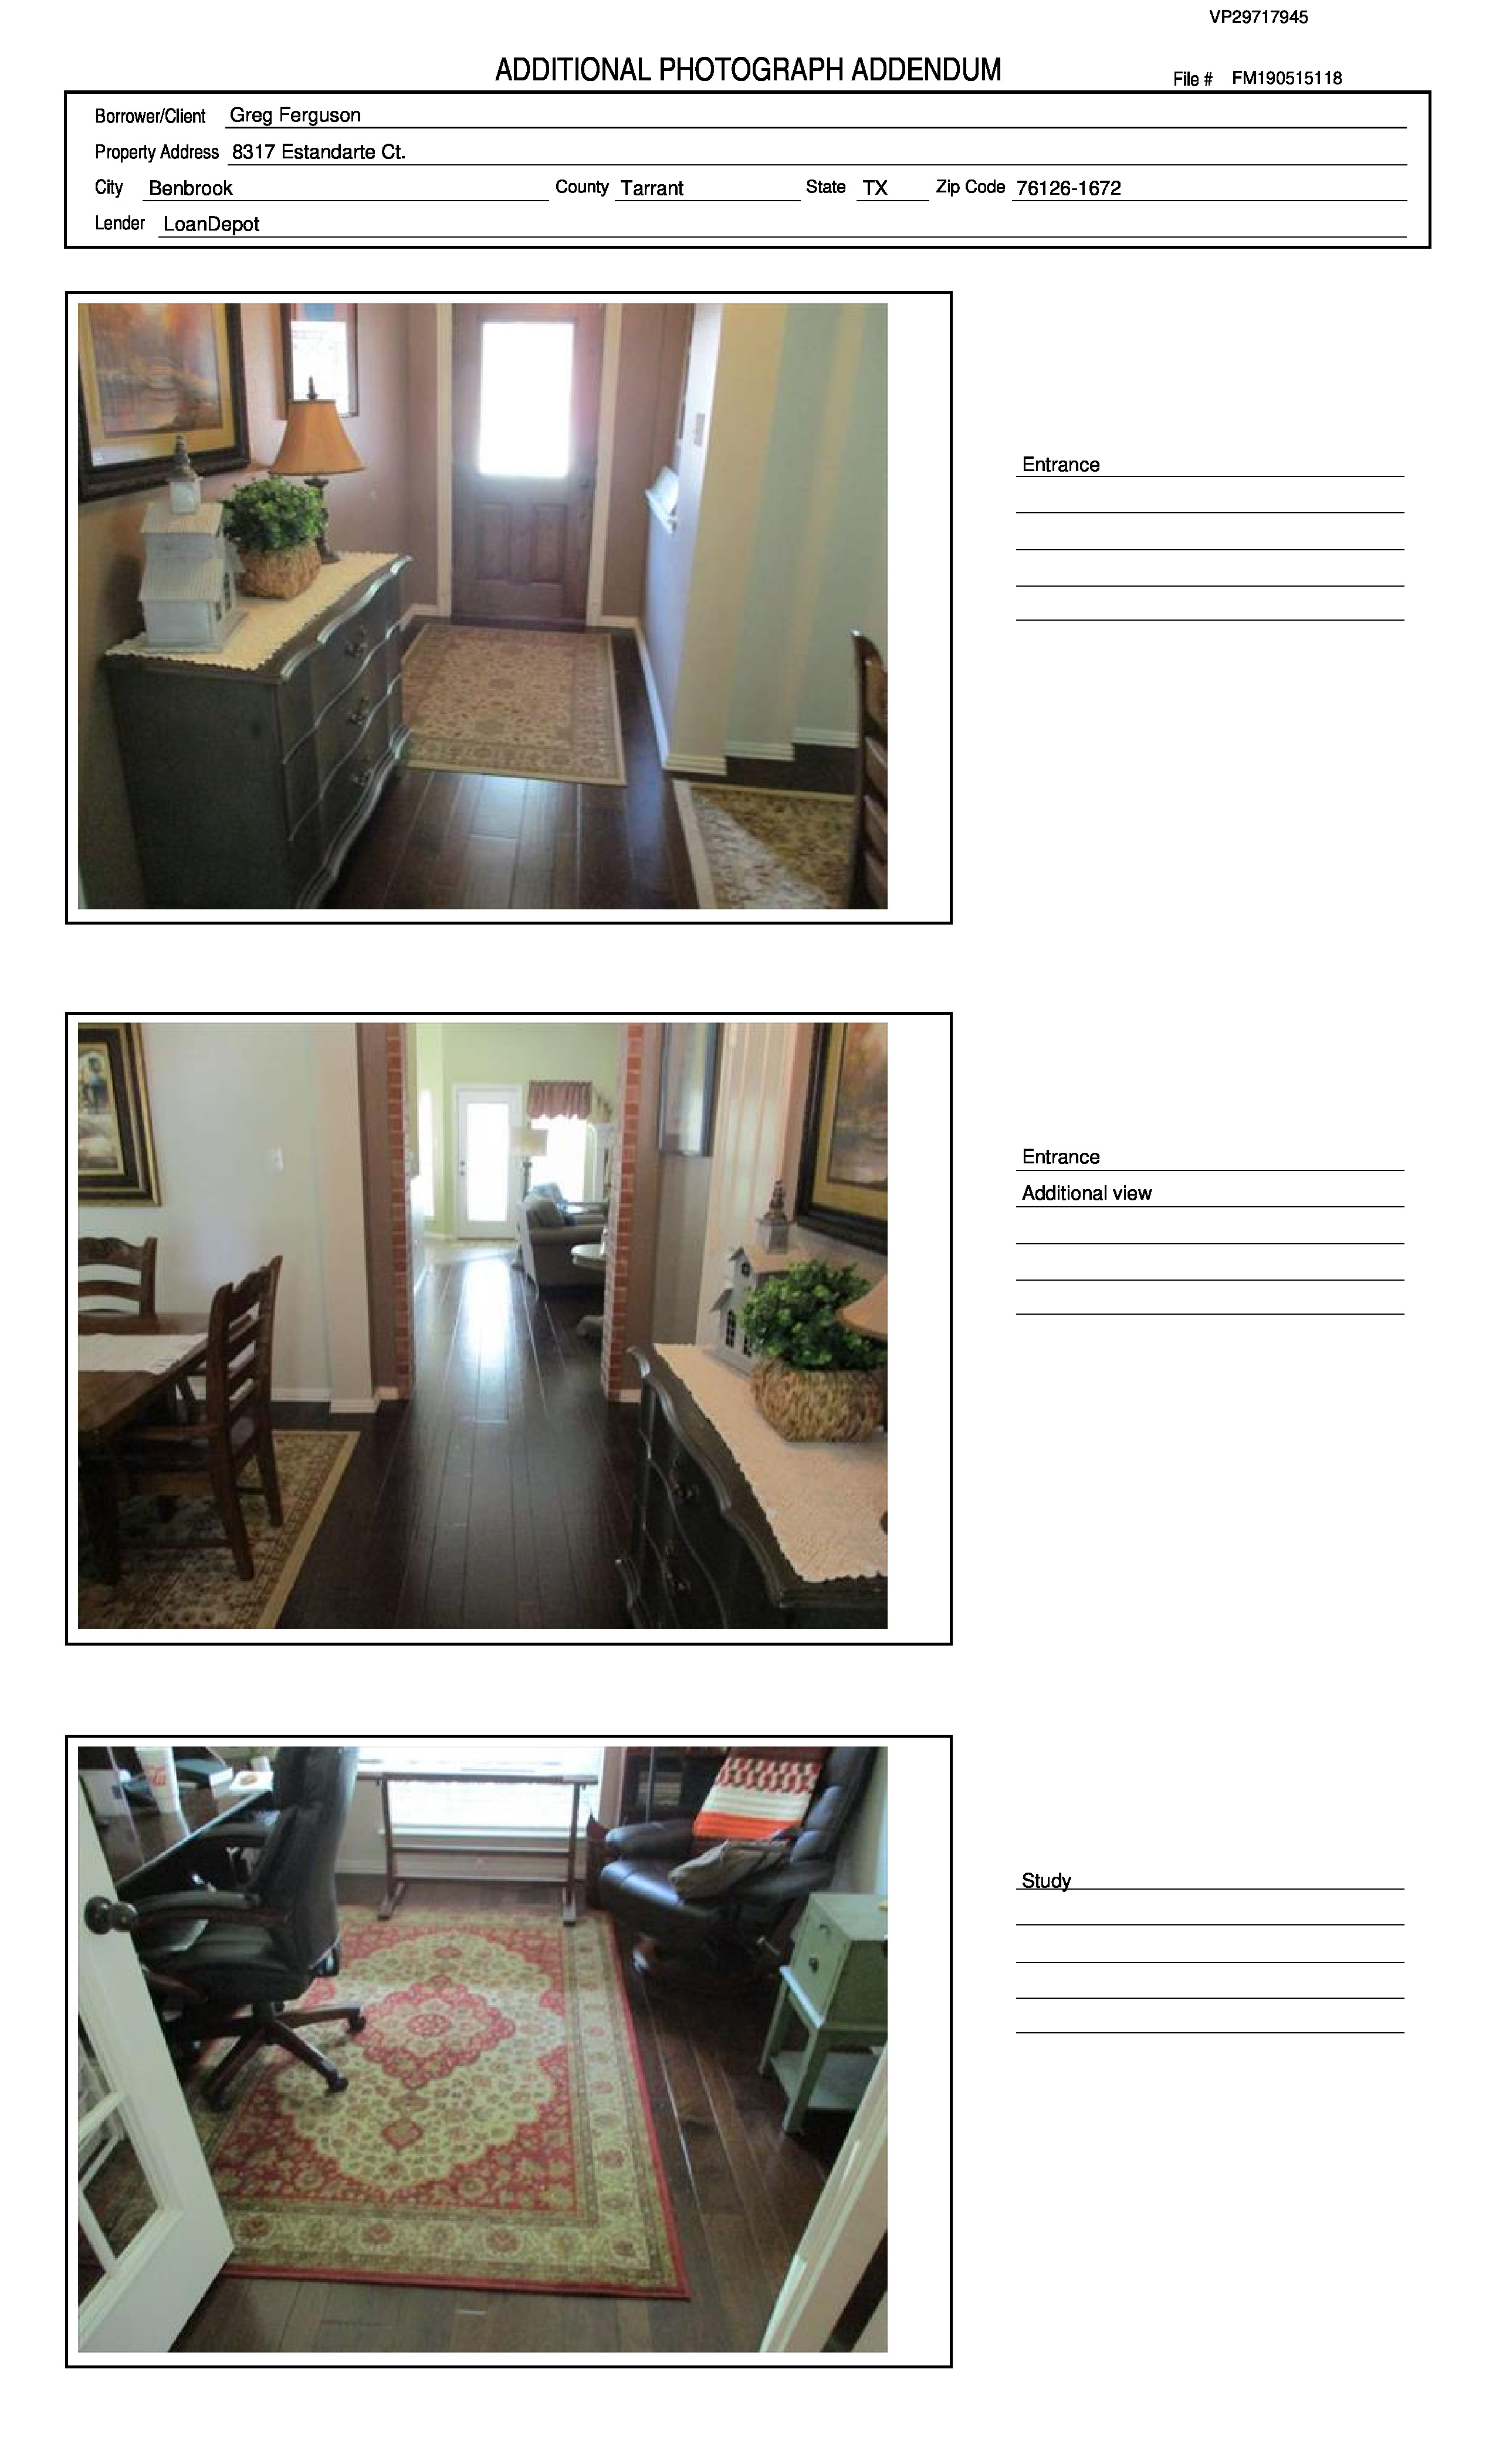 VP29717945
ADDITIONAL PHOTOGRAPH ADDENDUM
File # FM190515118
Borrower/Client Greg Ferguson
Property Address 8317 Estandarte Ct.
City Benbrook County Tarrant State TX Zip Code 76126-1672
Lender LoanDepot
Entrance
Entrance
Additional view
Study